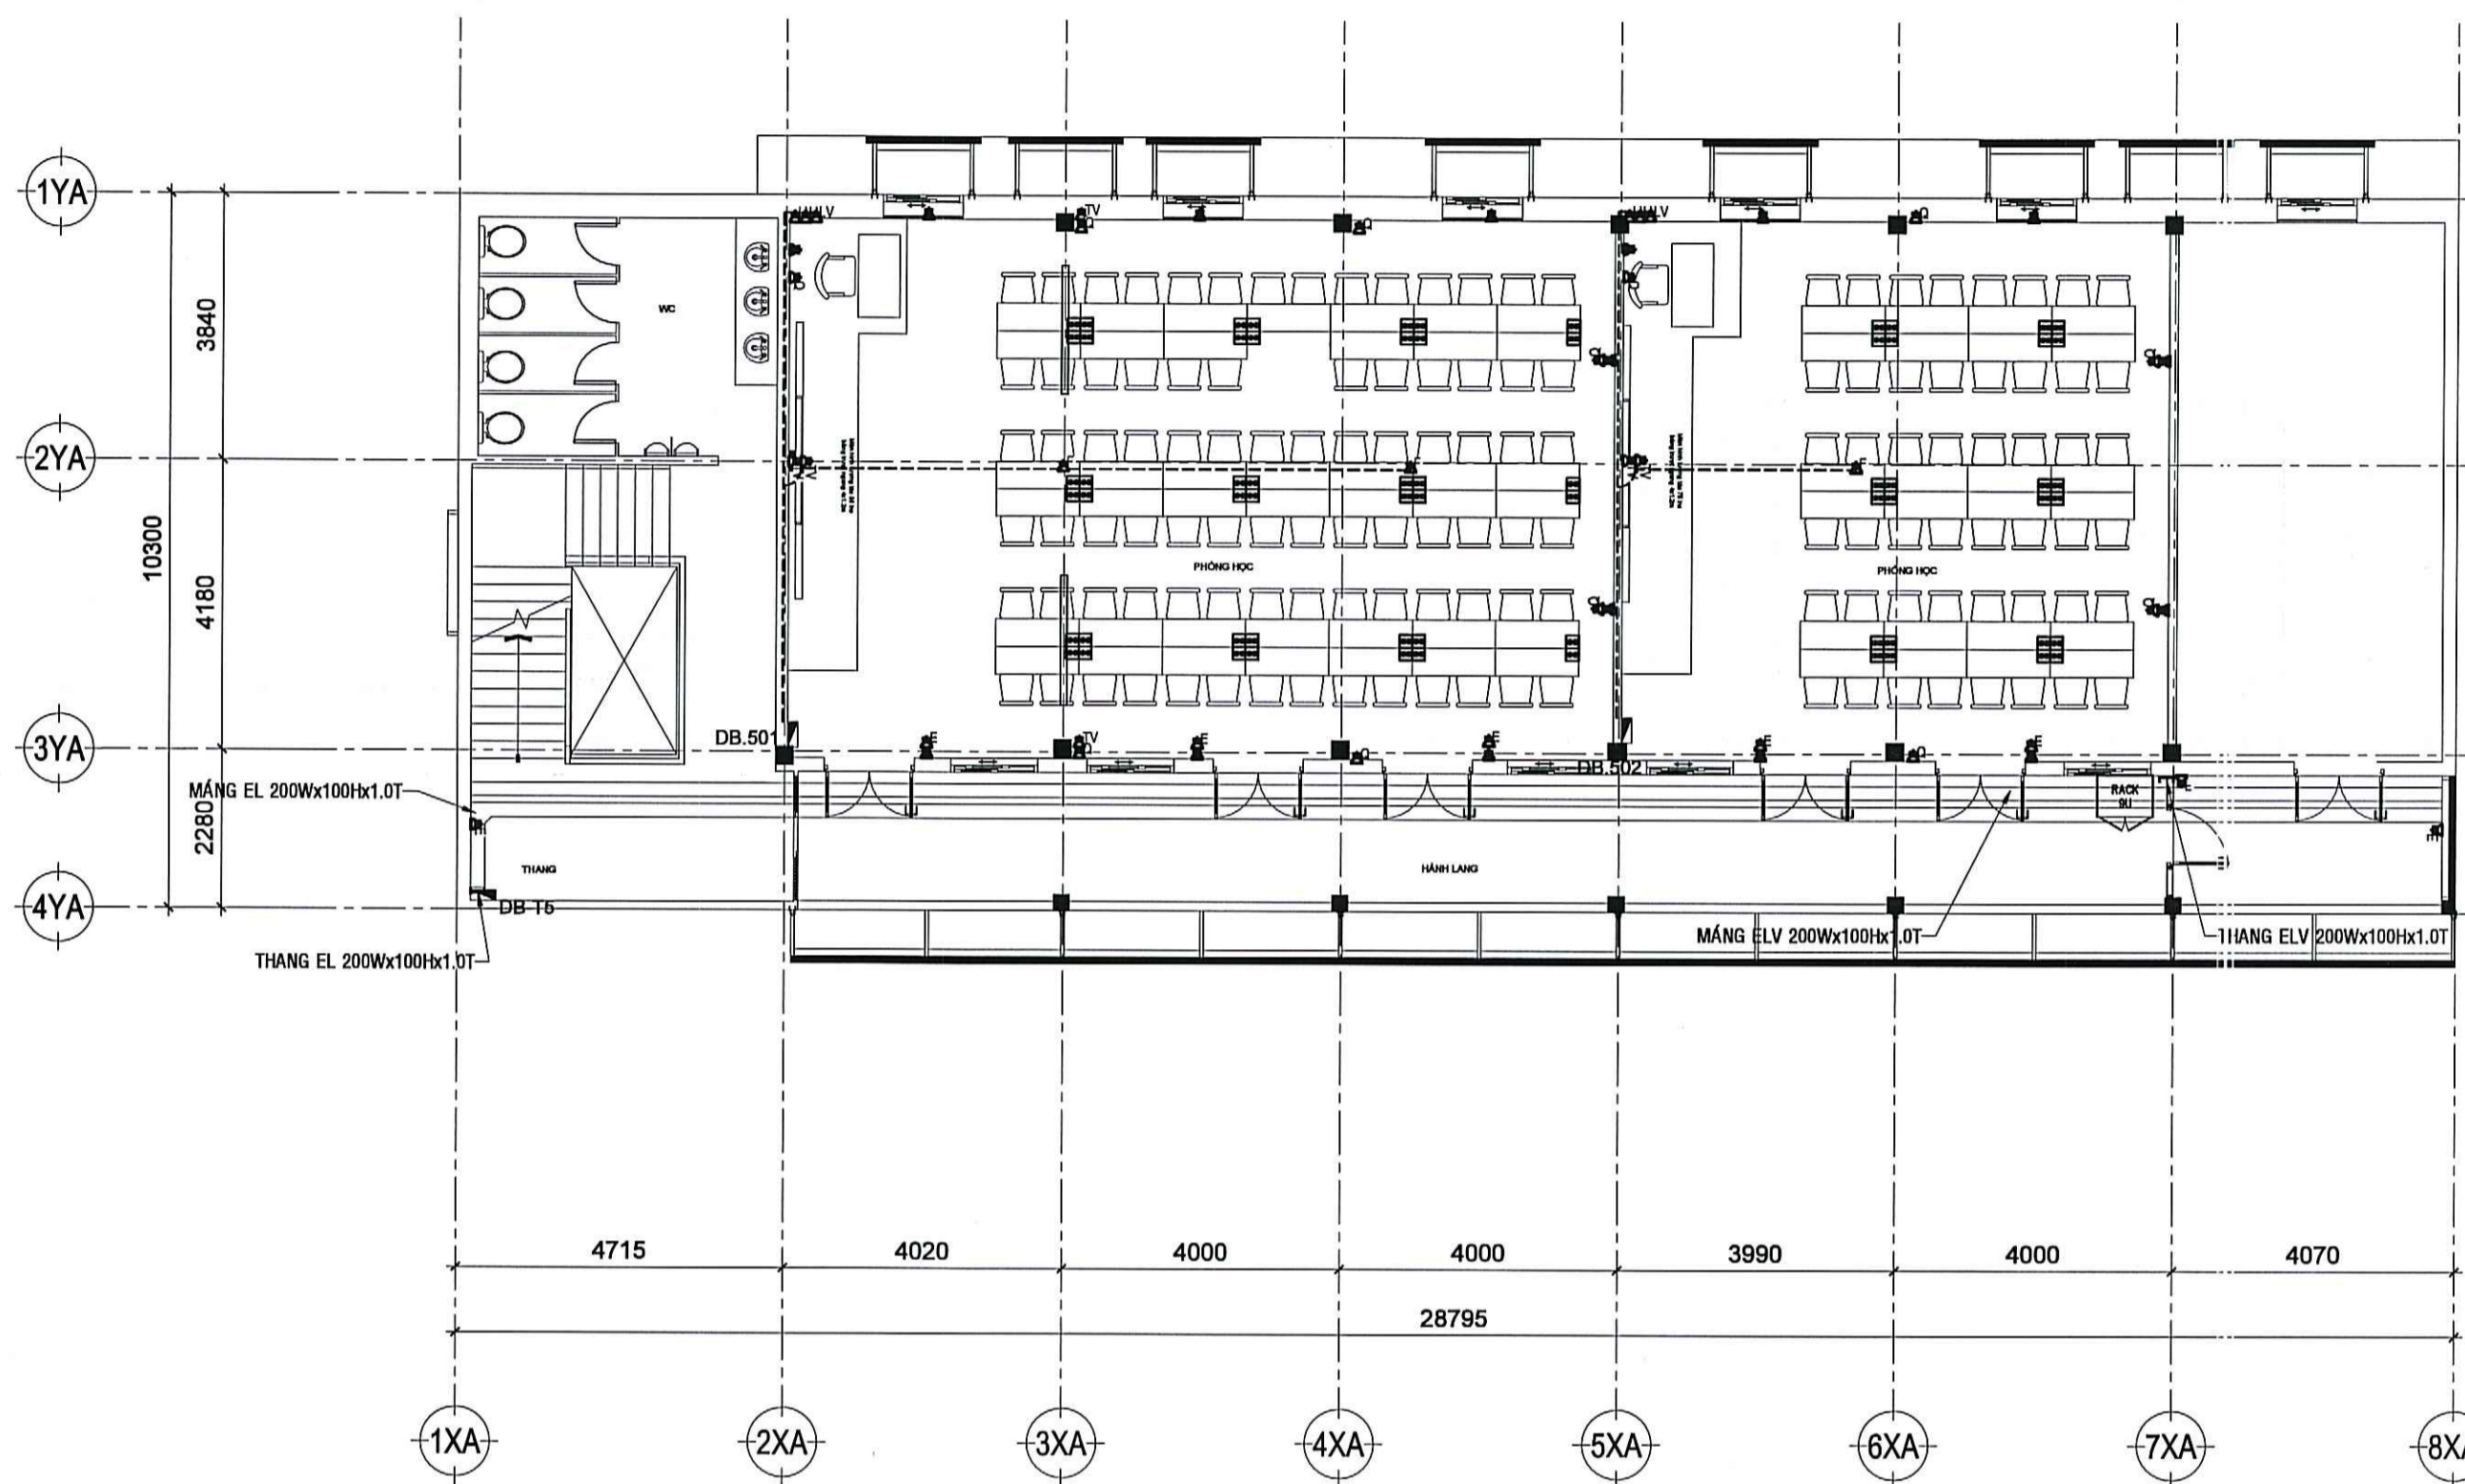 1YA
2YA
3YA
4YA
3840
4180
2280
10300
WC
TV
Q
TV
Q
PHÒNG HỌC
PHÒNG HỌC
DB.501
DB.502
E
E
E
E
E
MÁNG EL 200Wx100Hx1.0T
RACK
9U
THANG
HÀNH LANG
DB-T5
THANG EL 200Wx100Hx1.0T
MÁNG ELV 200Wx100Hx1.0T
THANG ELV 200Wx100Hx1.0T
4715
4020
4000
4000
3990
4000
4070
28795
1XA
2XA
3XA
4XA
5XA
6XA
7XA